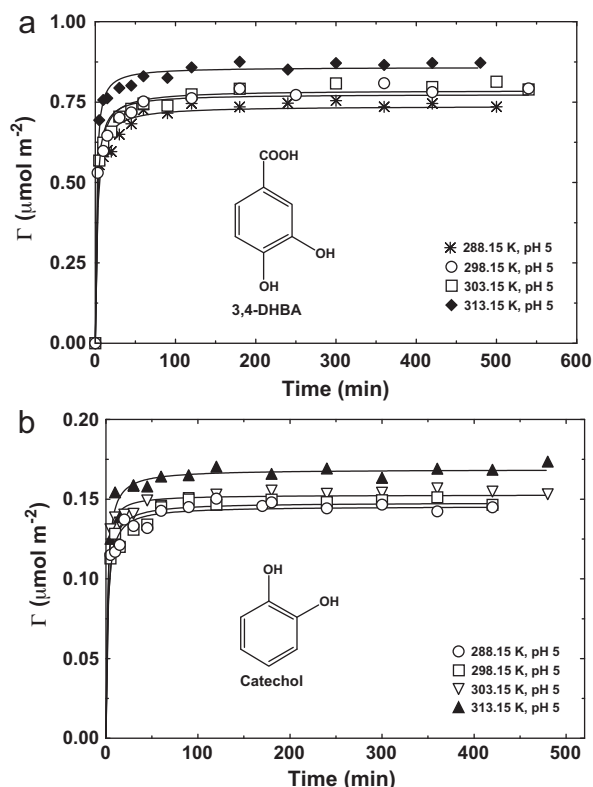 a
1.00
0.75
0.50
0.25
0.00
Γ (μmol m⁻²)
COOH
OH
OH
3,4-DHBA
288.15 K, pH 5
298.15 K, pH 5
303.15 K, pH 5
313.15 K, pH 5
0 100 200 300 400 500 600
Time (min)
b
0.20
0.15
0.10
0.05
0.00
Γ (μmol m⁻²)
OH
OH
Catechol
288.15 K, pH 5
298.15 K, pH 5
303.15 K, pH 5
313.15 K, pH 5
0 100 200 300 400 500
Time (min)